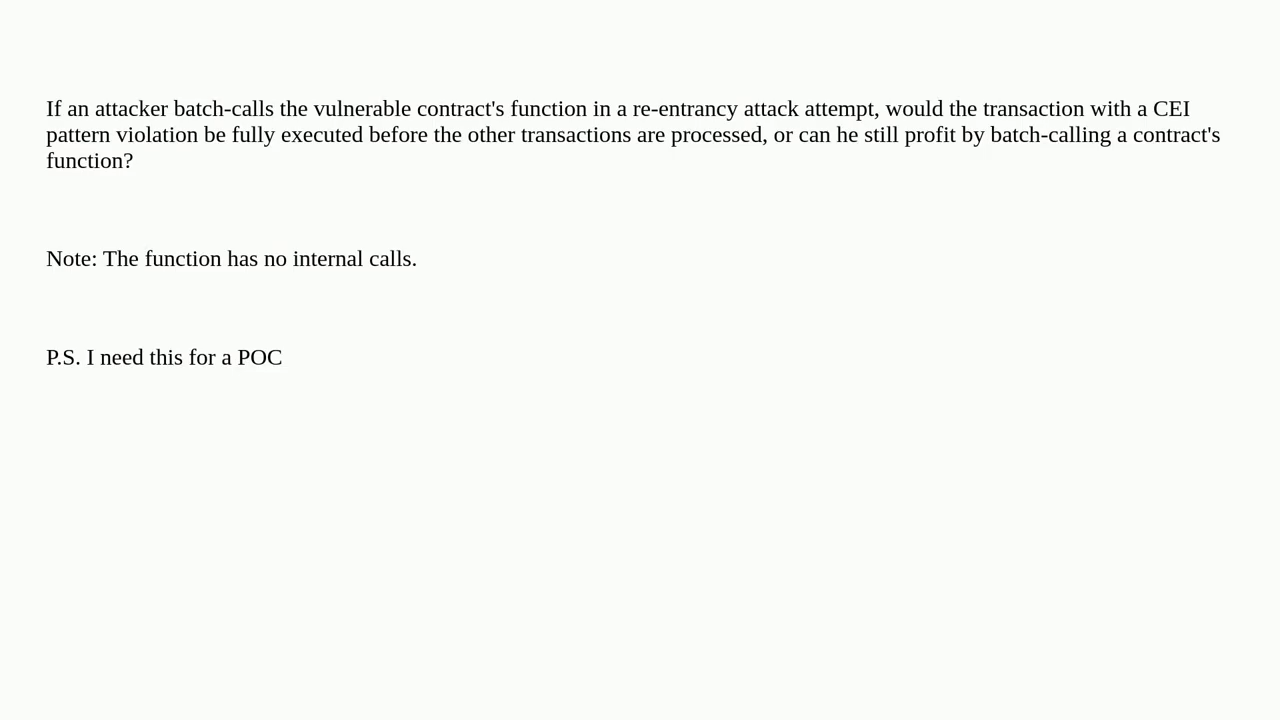 If an attacker batch-calls the vulnerable contract's function in a re-entrancy attack attempt, would the transaction with a CEI
pattern violation be fully executed before the other transactions are processed, or can he still profit by batch-calling a contract's
function?
Note: The function has no internal calls.
P.S. I need this for a POC